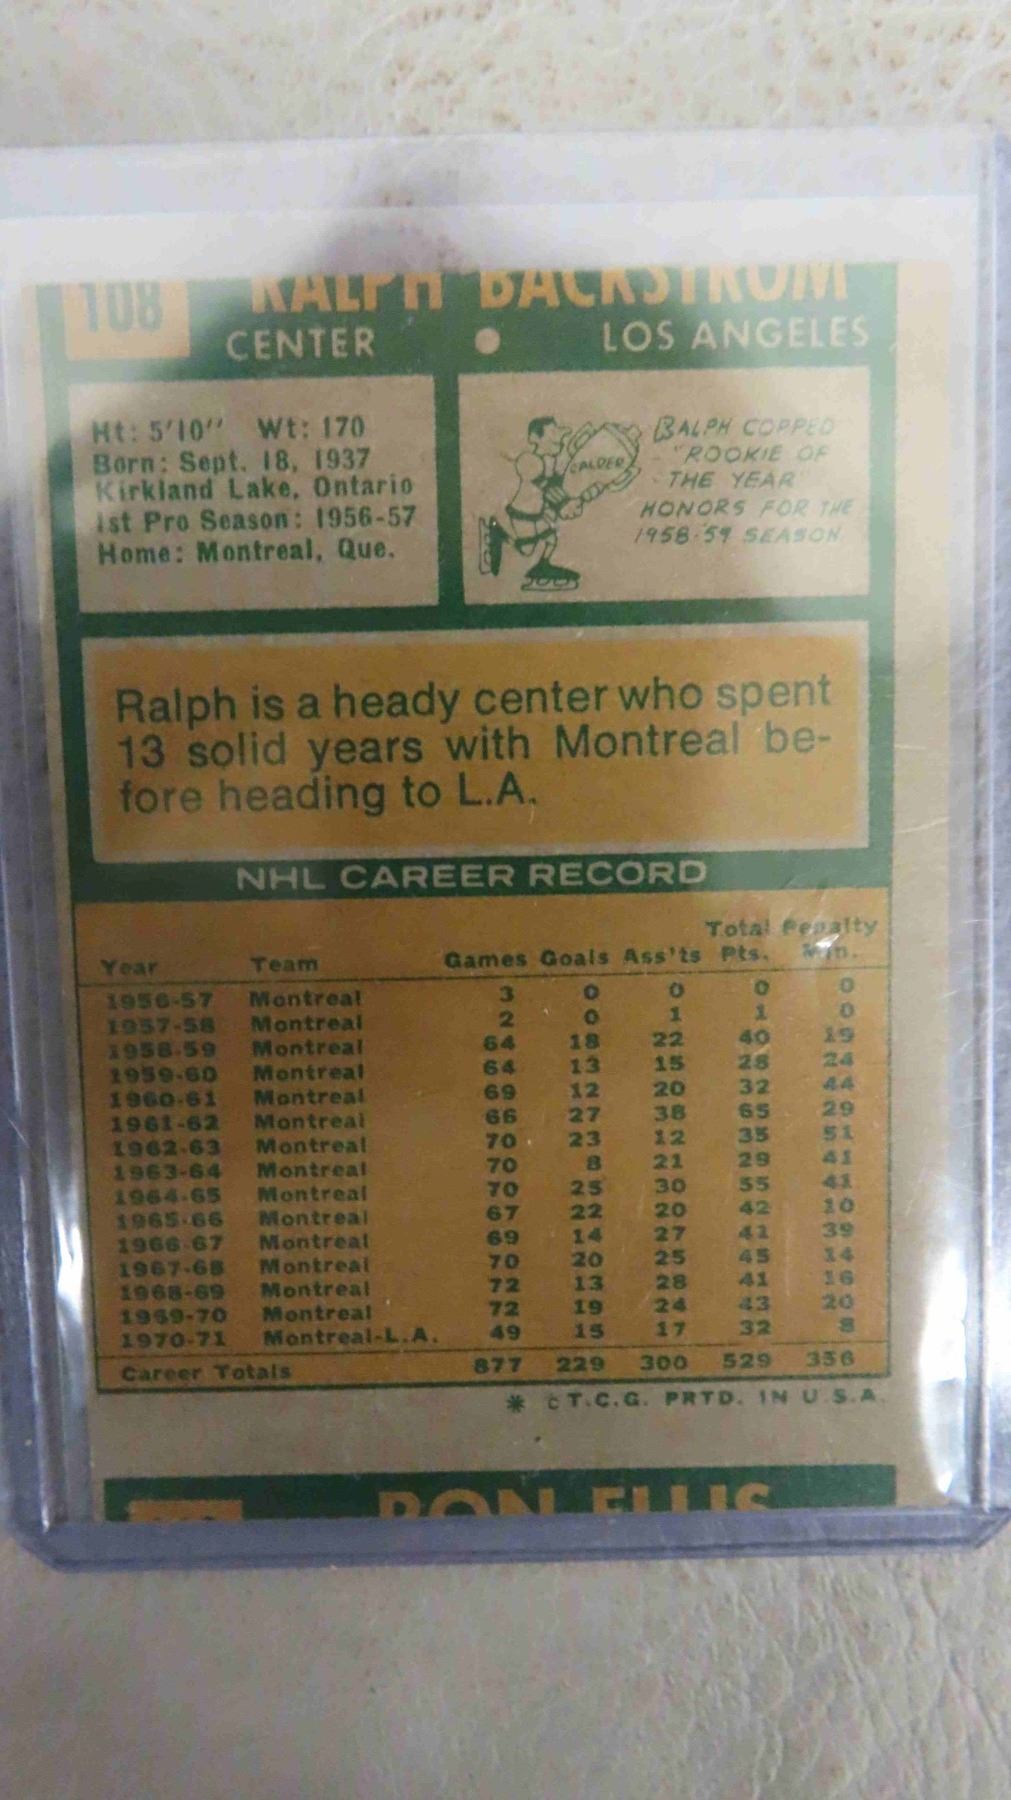 108 RALPH BACKSTROM
CENTER LOS ANGELES
Ht: 5'10" Wt: 170
Born: Sept. 18, 1937
Kirkland Lake, Ontario
1st Pro Season: 1956-57
Home: Montreal, Que.
CALDER
RALPH COPPED
"ROOKIE OF
THE YEAR"
HONORS FOR THE
1958-59 SEASON
Ralph is a heady center who spent
13 solid years with Montreal be-
fore heading to L.A.
NHL CAREER RECORD
Total Penalty
Year Team Games Goals Ass'ts Pts. Min.
1956-57 Montreal 3 0 0 0 0
1957-58 Montreal 2 0 1 1 0
1958-59 Montreal 64 18 22 40 19
1959-60 Montreal 64 13 15 28 24
1960-61 Montreal 69 12 20 32 44
1961-62 Montreal 66 27 38 65 29
1962-63 Montreal 70 23 12 35 51
1963-64 Montreal 70 8 21 29 41
1964-65 Montreal 70 25 30 55 41
1965-66 Montreal 67 22 20 42 10
1966-67 Montreal 69 14 27 41 39
1967-68 Montreal 70 20 25 45 14
1968-69 Montreal 72 13 28 41 16
1969-70 Montreal 72 19 24 43 20
1970-71 Montreal-L.A. 49 15 17 32 8
Career Totals 877 229 300 529 356
* © T.C.G. PRTD. IN U.S.A.
RON ELLIS